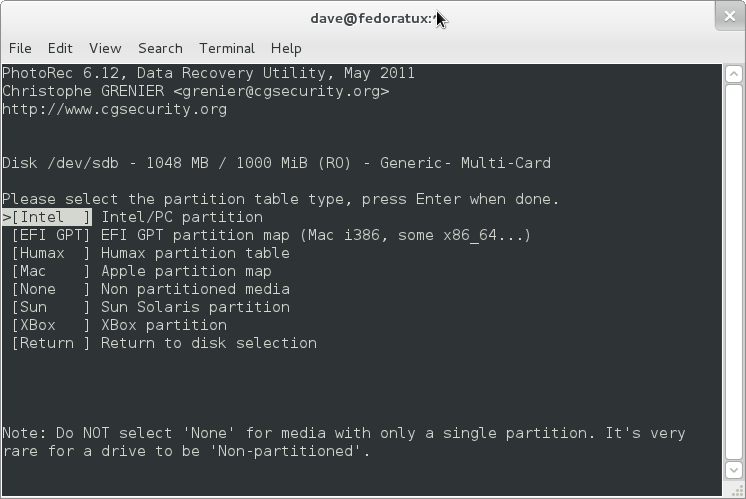 dave@fedoratux:~
File Edit View Search Terminal Help
PhotoRec 6.12, Data Recovery Utility, May 2011
Christophe GRENIER <grenier@cgsecurity.org>
http://www.cgsecurity.org
Disk /dev/sdb - 1048 MB / 1000 MiB (RO) - Generic- Multi-Card
Please select the partition table type, press Enter when done.
>[Intel  ] Intel/PC partition
[EFI GPT] EFI GPT partition map (Mac i386, some x86_64...)
[Humax  ] Humax partition table
[Mac    ] Apple partition map
[None   ] Non partitioned media
[Sun    ] Sun Solaris partition
[XBox   ] XBox partition
[Return ] Return to disk selection
Note: Do NOT select 'None' for media with only a single partition. It's very
rare for a drive to be 'Non-partitioned'.